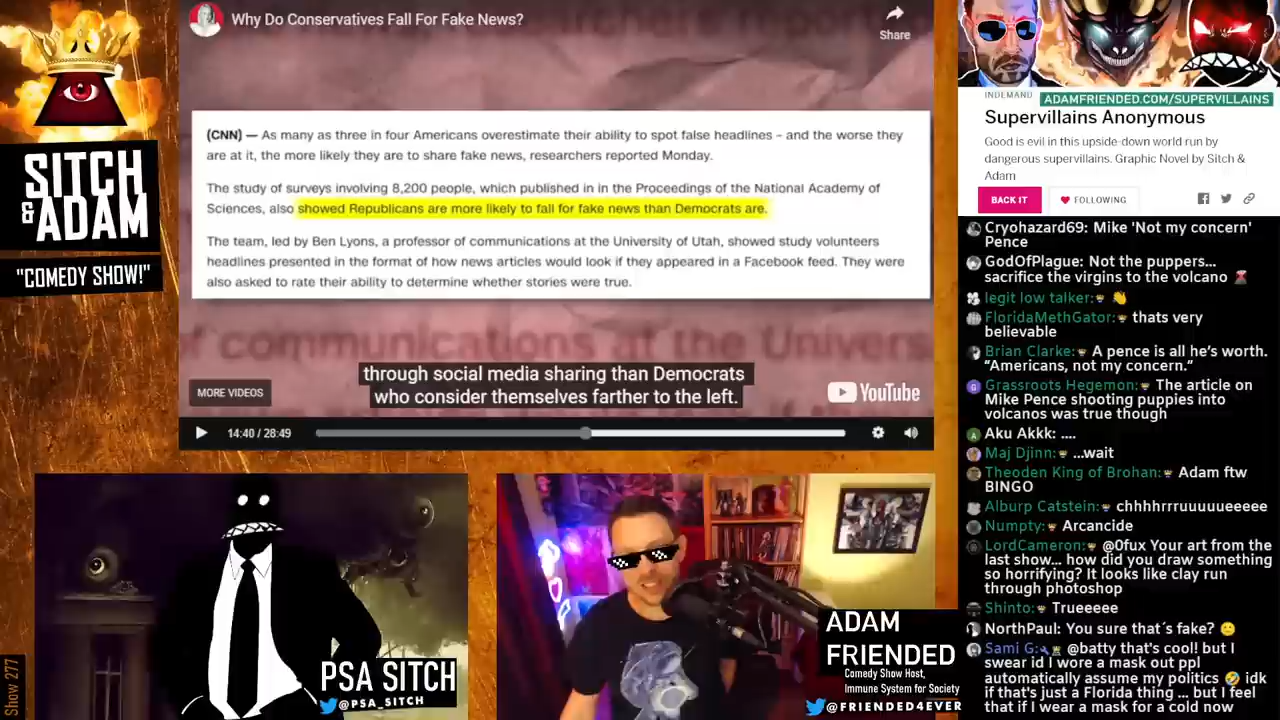 Why Do Conservatives Fall For Fake News?
Share
(CNN) — As many as three in four Americans overestimate their ability to spot false headlines – and the worse they
are at it, the more likely they are to share fake news, researchers reported Monday.
The study of surveys involving 8,200 people, which published in in the Proceedings of the National Academy of
Sciences, also showed Republicans are more likely to fall for fake news than Democrats are.
The team, led by Ben Lyons, a professor of communications at the University of Utah, showed study volunteers
headlines presented in the format of how news articles would look if they appeared in a Facebook feed. They were
also asked to rate their ability to determine whether stories were true.
of communications at the Univers
through social media sharing than Democrats
who consider themselves farther to the left.
MORE VIDEOS
YouTube
14:40 / 28:49
SITCH
& ADAM
"COMEDY SHOW!"
Show 277
PSA SITCH
@PSA_SITCH
ADAM
FRIENDED
Comedy Show Host,
Immune System for Society
@FRIENDED4EVER
INDEMAND
ADAMFRIENDED.COM/SUPERVILLAINS
Supervillains Anonymous
Good is evil in this upside-down world run by
dangerous supervillains. Graphic Novel by Sitch &
Adam
BACK IT
FOLLOWING
Cryohazard69: Mike 'Not my concern'
Pence
GodOfPlague: Not the puppers...
sacrifice the virgins to the volcano 🌋
legit low talker: 👋
FloridaMethGator: thats very
believable
Brian Clarke: A pence is all he's worth.
“Americans, not my concern.”
Grassroots Hegemon: The article on
Mike Pence shooting puppies into
volcanos was true though
Aku Akkk: ....
Maj Djinn: ...wait
Theoden King of Brohan: Adam ftw
BINGO
Alburp Catstein: chhhhrrruuuuueeeee
Numpty: Arcancide
LordCameron: @0fux Your art from the
last show... how did you draw something
so horrifying? It looks like clay run
through photoshop
Shinto: Trueeeee
NorthPaul: You sure that´s fake? 🙂
Sami G: @batty that's cool! but I
swear id I wore a mask out ppl
automatically assume my politics 🤣 idk
if that's just a Florida thing ... but I feel
that if I wear a mask for a cold now